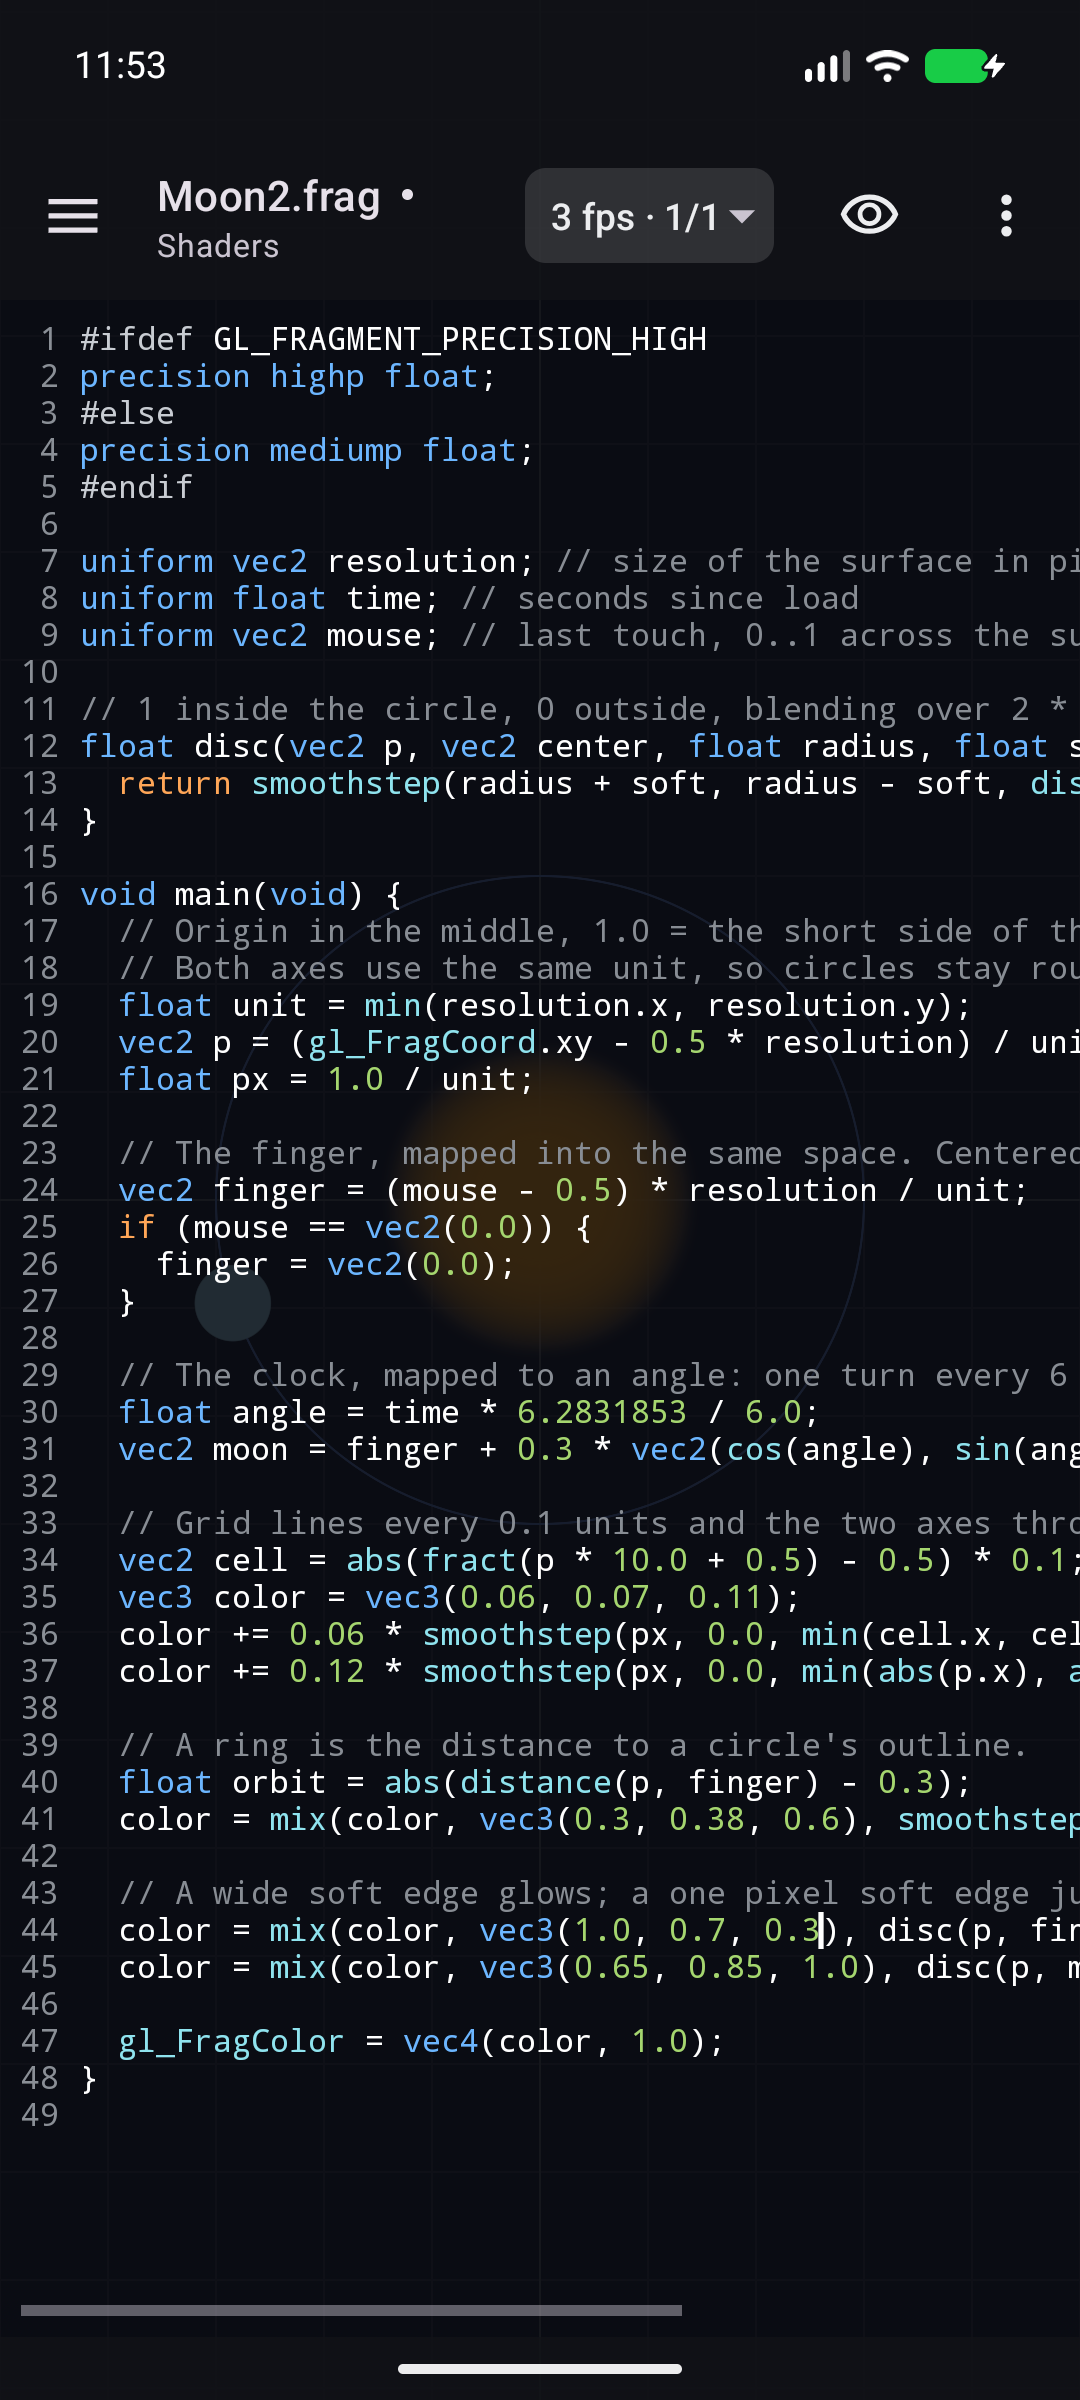 11:53
Moon2.frag •
Shaders
3 fps · 1/1
1 #ifdef GL_FRAGMENT_PRECISION_HIGH
2 precision highp float;
3 #else
4 precision mediump float;
5 #endif
6
7 uniform vec2 resolution; // size of the surface in pi
8 uniform float time; // seconds since load
9 uniform vec2 mouse; // last touch, 0..1 across the su
10
11 // 1 inside the circle, 0 outside, blending over 2 *
12 float disc(vec2 p, vec2 center, float radius, float s
13   return smoothstep(radius + soft, radius - soft, dis
14 }
15
16 void main(void) {
17   // Origin in the middle, 1.0 = the short side of th
18   // Both axes use the same unit, so circles stay rou
19   float unit = min(resolution.x, resolution.y);
20   vec2 p = (gl_FragCoord.xy - 0.5 * resolution) / uni
21   float px = 1.0 / unit;
22
23   // The finger, mapped into the same space. Centered
24   vec2 finger = (mouse - 0.5) * resolution / unit;
25   if (mouse == vec2(0.0)) {
26     finger = vec2(0.0);
27   }
28
29   // The clock, mapped to an angle: one turn every 6
30   float angle = time * 6.2831853 / 6.0;
31   vec2 moon = finger + 0.3 * vec2(cos(angle), sin(ang
32
33   // Grid lines every 0.1 units and the two axes thro
34   vec2 cell = abs(fract(p * 10.0 + 0.5) - 0.5) * 0.1;
35   vec3 color = vec3(0.06, 0.07, 0.11);
36   color += 0.06 * smoothstep(px, 0.0, min(cell.x, cel
37   color += 0.12 * smoothstep(px, 0.0, min(abs(p.x), a
38
39   // A ring is the distance to a circle's outline.
40   float orbit = abs(distance(p, finger) - 0.3);
41   color = mix(color, vec3(0.3, 0.38, 0.6), smoothstep
42
43   // A wide soft edge glows; a one pixel soft edge ju
44   color = mix(color, vec3(1.0, 0.7, 0.3), disc(p, fin
45   color = mix(color, vec3(0.65, 0.85, 1.0), disc(p, m
46
47   gl_FragColor = vec4(color, 1.0);
48 }
49